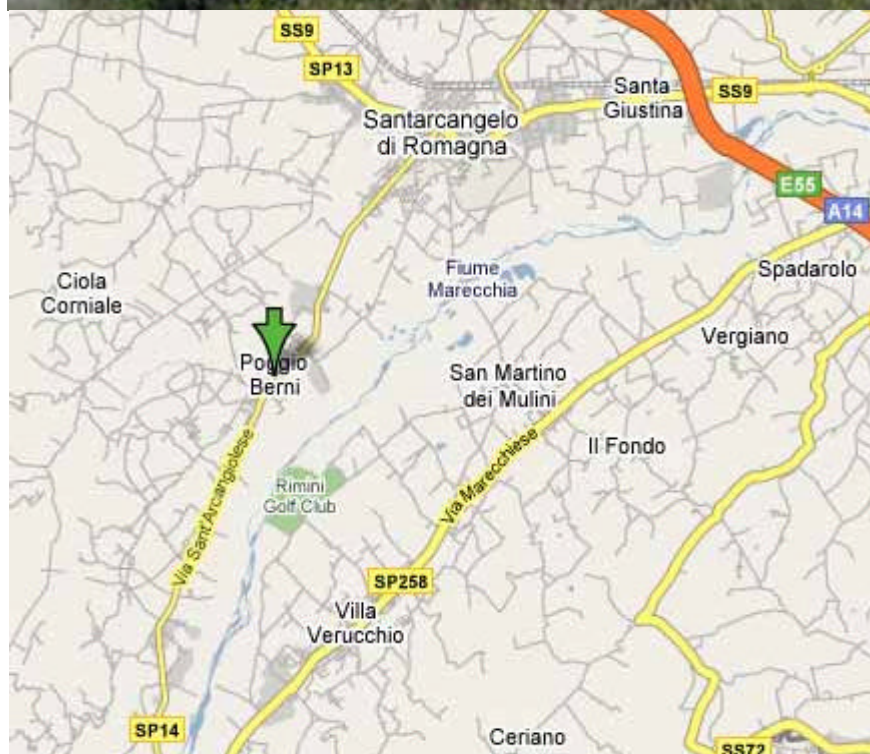 SS9
SP13
Santarcangelo
di Romagna
Santa
Giustina
SS9
E55
A14
Ciola
Corniale
Fiume
Marecchia
Spadarolo
Vergiano
Poggio
Berni
San Martino
dei Mulini
Il Fondo
Via Sant'Arcangiolese
Rimini
Golf Club
Via Marecchiese
SP258
Villa
Verucchio
SP14
Ceriano
SS72